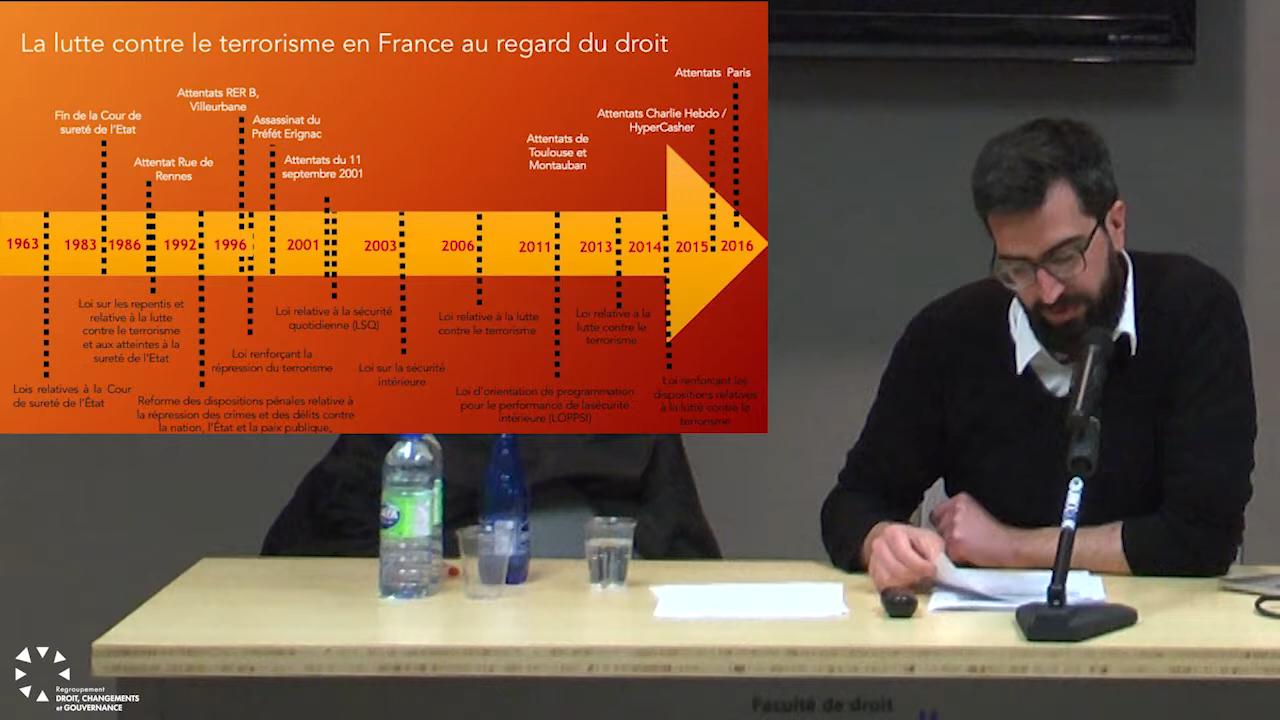 La lutte contre le terrorisme en France au regard du droit
Attentats Paris
Attentats RER B,
Villeurbane
Fin de la Cour de
sureté de l'Etat
Assassinat du
Préfét Erignac
Attentats Charlie Hebdo /
HyperCasher
Attentats de
Toulouse et
Montauban
Attentat Rue de
Rennes
Attentats du 11
septembre 2001
1963 1983 1986 1992 1996 2001 2003 2006 2011 2013 2014 2015 2016
Loi sur les repentis et
relative à la lutte
contre le terrorisme
et aux atteintes à la
sureté de l'Etat
Loi relative à la sécurité
quotidienne (LSQ)
Loi relative à la lutte
contre le terrorisme
Loi relative a la
lutte contre le
terrorisme
Loi renforçant la
répression du terrorisme
Loi sur la sécurité
intérieure
Lois relatives à la Cour
de sureté de l'État
Reforme des dispositions pénales relative à
la répression des crimes et des délits contre
la nation, l'État et la paix publique,
Loi d'orientation de programmation
pour le performance de lasécurité
intérieure (LOPPSI)
Loi renforçant les
dispositions relatives
à la lutte contre le
terrorisme
Regroupement
DROIT, CHANGEMENTS
et GOUVERNANCE
Faculté de droit